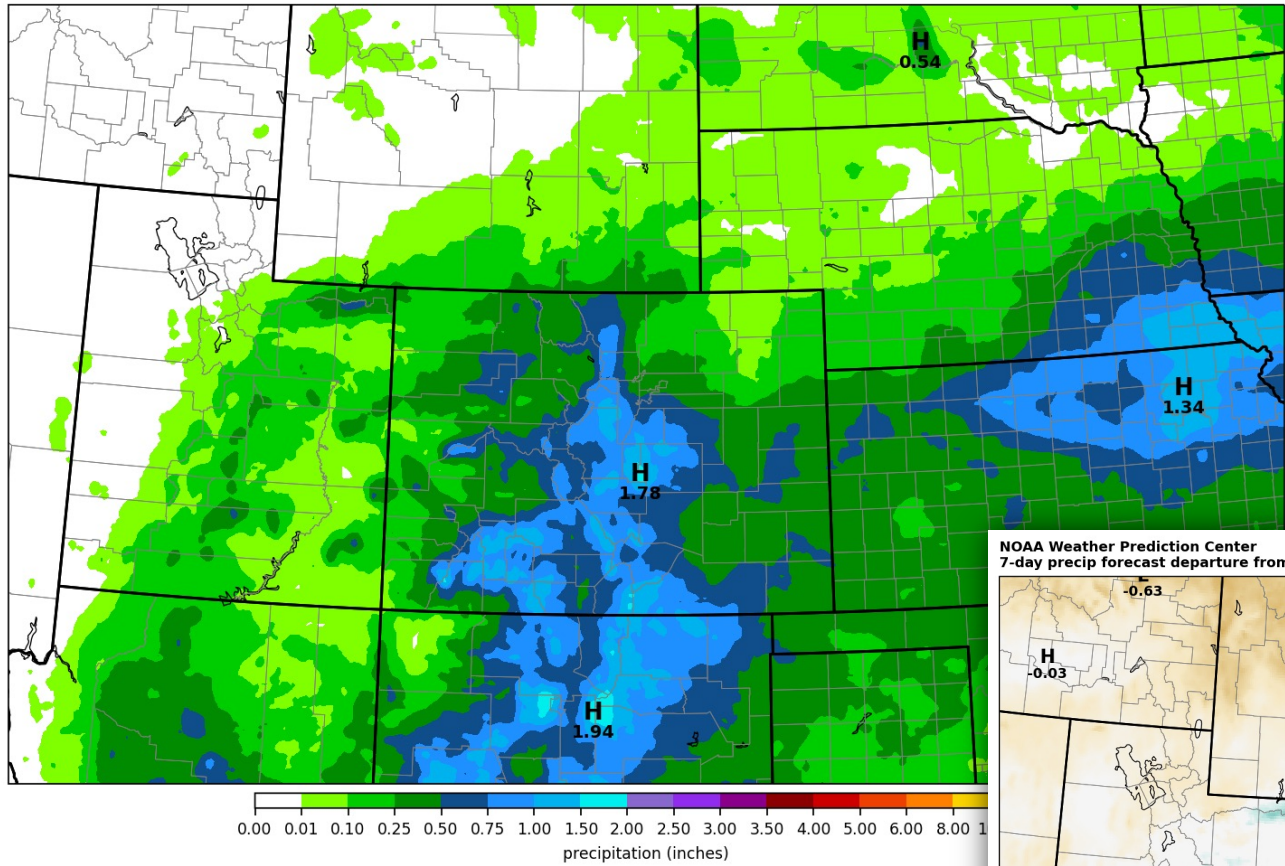 H
0.54
H
1.34
H
1.78
H
1.94
NOAA Weather Prediction Center
7-day precip forecast departure from
-0.63
H
-0.03
0.00 0.01 0.10 0.25 0.50 0.75 1.00 1.50 2.00 2.50 3.00 3.50 4.00 5.00 6.00 8.00 1
precipitation (inches)